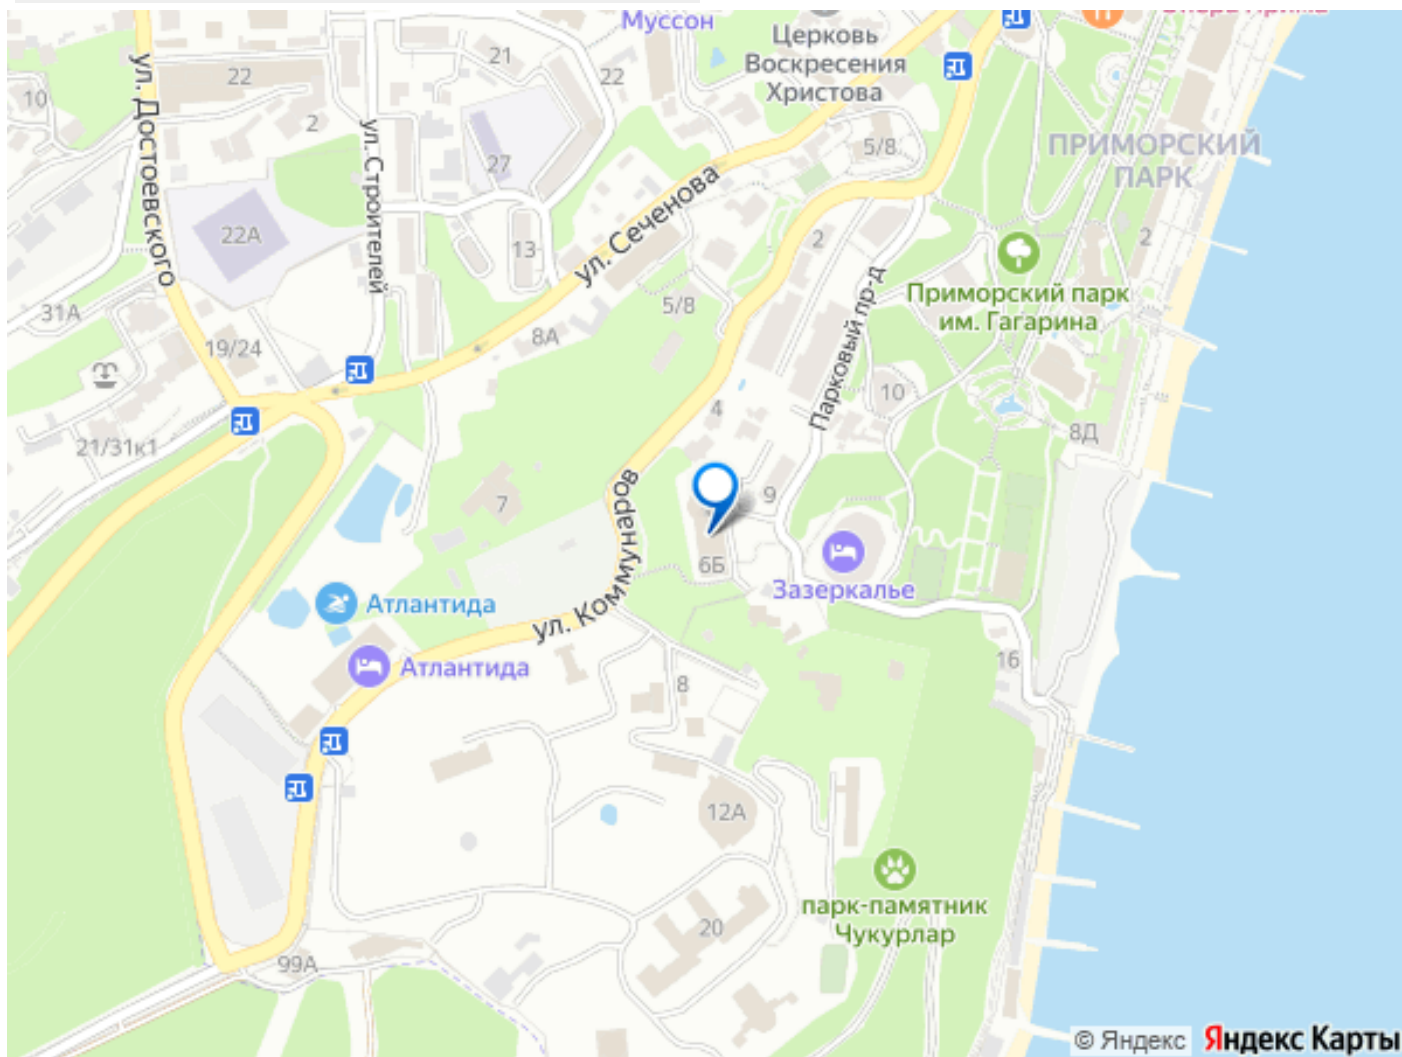 Муссон
Церковь
Воскресения
Христова
ул. Достоевского
22
21
22
10
2
ул. Строителей
27
5/8
ПРИМОРСКИЙ
ПАРК
ул. Сеченова
22А
13
2
2
Приморский парк
им. Гагарина
31А
5/8
8А
19/24
Парковый пр-д
10
4
8Д
21/31к1
7
9
ул. Коммунаров
6Б
Зазеркалье
Атлантида
Атлантида
16
8
12А
парк-памятник
Чукурлар
20
99А
© Яндекс Яндекс Карты